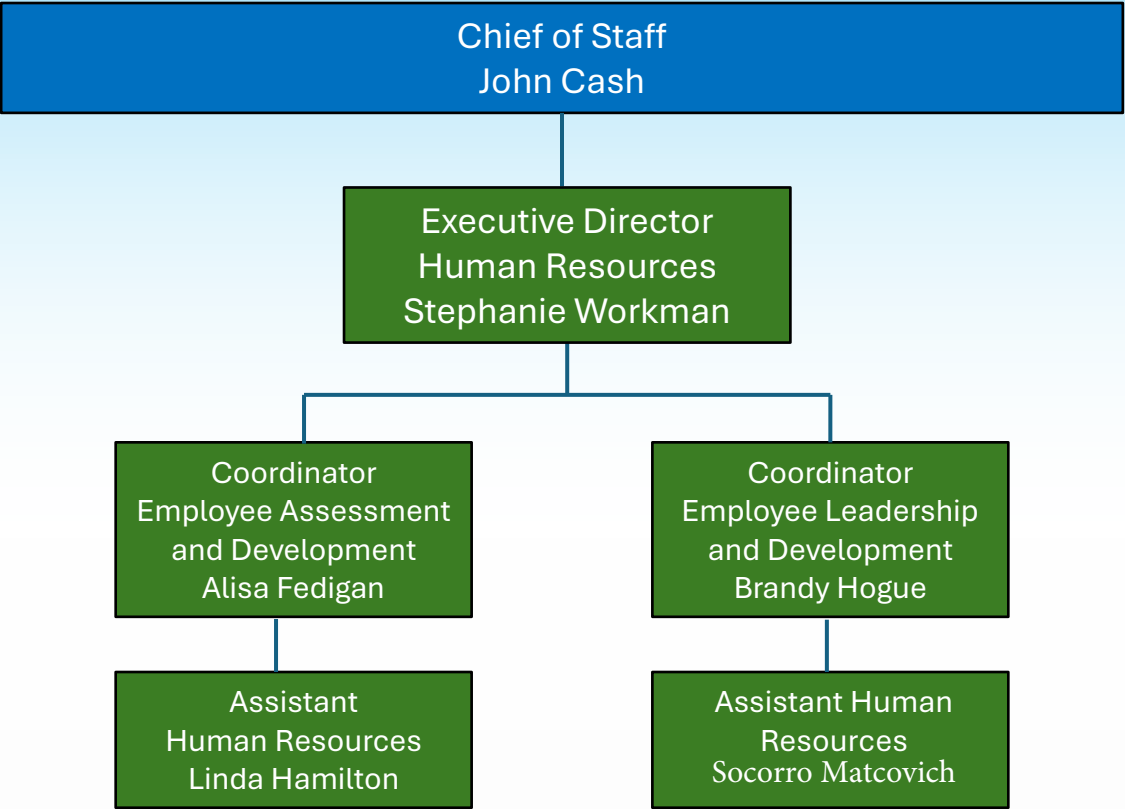 Chief of Staff
John Cash
Executive Director
Human Resources
Stephanie Workman
Coordinator
Employee Assessment
and Development
Alisa Fedigan
Coordinator
Employee Leadership
and Development
Brandy Hogue
Assistant
Human Resources
Linda Hamilton
Assistant Human
Resources
Socorro Matcovich